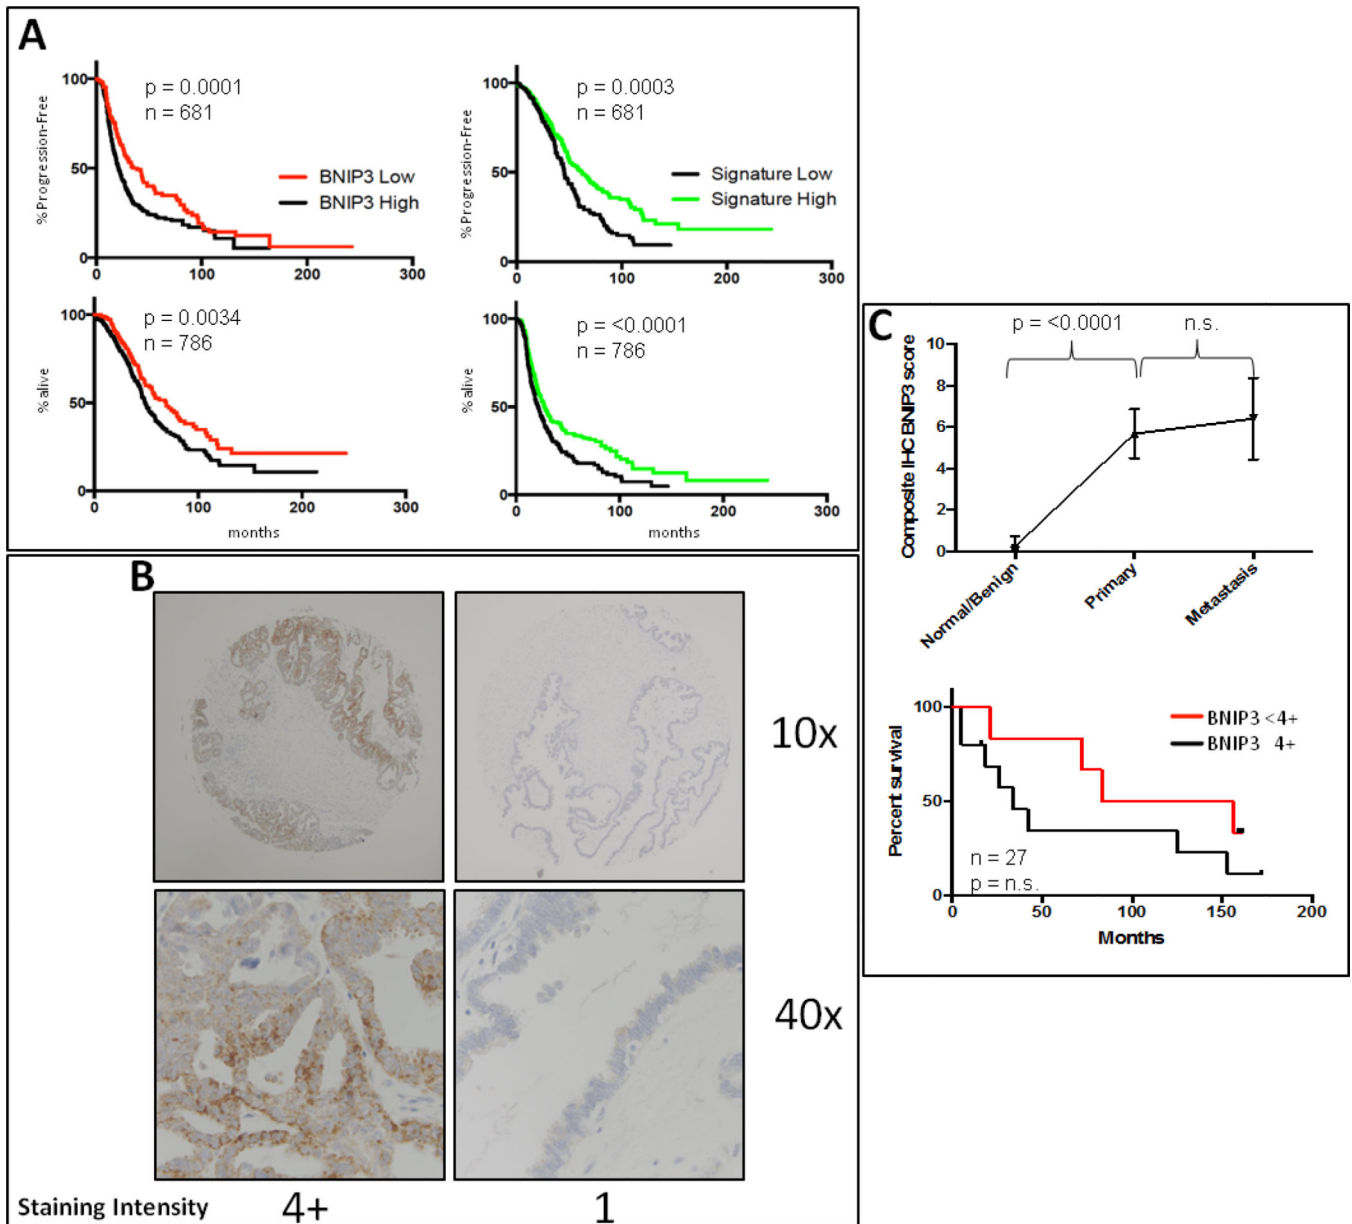 A
%Progression-Free
100
50
0
0 100 200 300
p = 0.0001
n = 681
BNIP3 Low
BNIP3 High
%Progression-Free
100
50
0
0 100 200 300
p = 0.0003
n = 681
Signature Low
Signature High
%alive
100
50
0
0 100 200 300
months
p = 0.0034
n = 786
%alive
100
50
0
0 100 200 300
months
p = <0.0001
n = 786
B
10x
40x
Staining Intensity
4+
1
C
p = <0.0001
n.s.
Composite IHC BNIP3 score
10
8
6
4
2
0
Normal/Benign
Primary
Metastasis
Percent survival
100
50
0
0 50 100 150 200
Months
BNIP3 <4+
BNIP3 4+
n = 27
p = n.s.